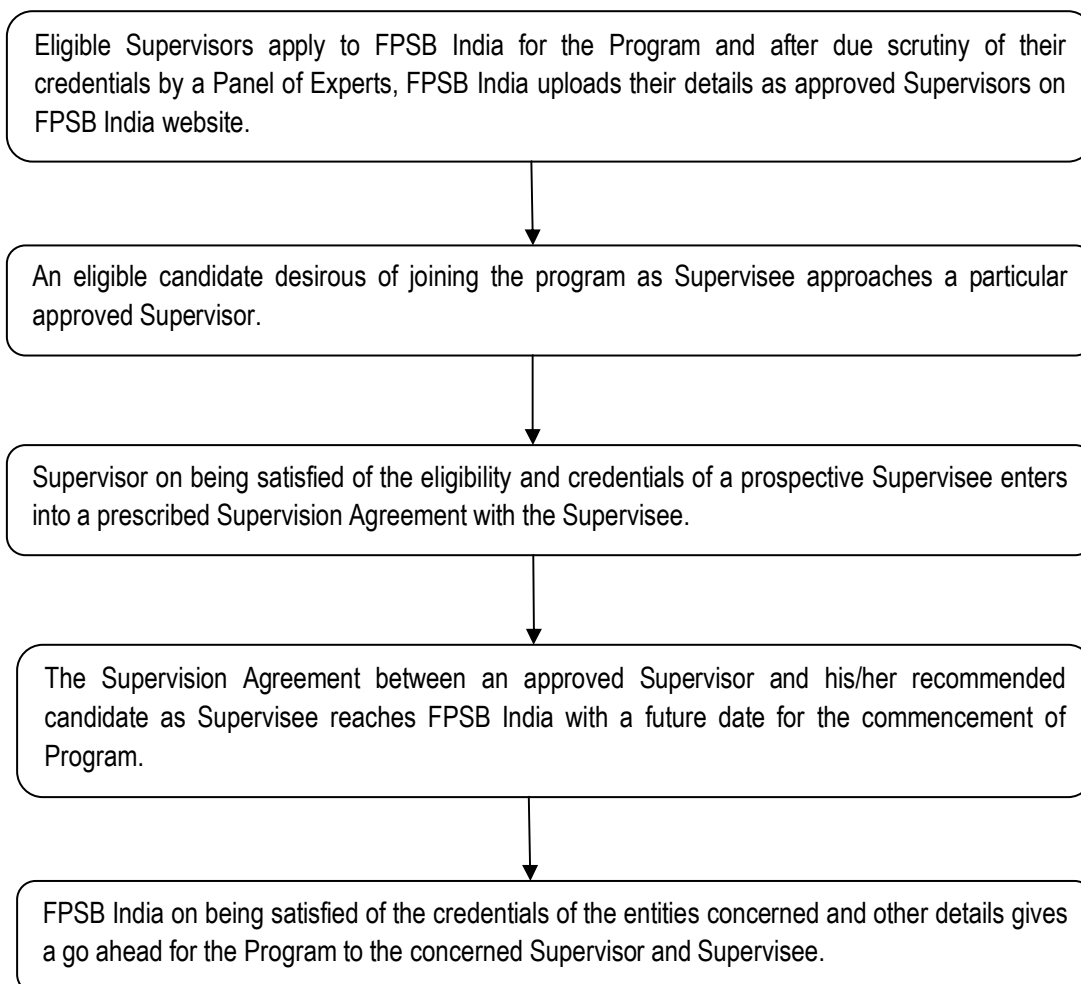 Eligible Supervisors apply to FPSB India for the Program and after due scrutiny of their
credentials by a Panel of Experts, FPSB India uploads their details as approved Supervisors on
FPSB India website.
An eligible candidate desirous of joining the program as Supervisee approaches a particular
approved Supervisor.
Supervisor on being satisfied of the eligibility and credentials of a prospective Supervisee enters
into a prescribed Supervision Agreement with the Supervisee.
The Supervision Agreement between an approved Supervisor and his/her recommended
candidate as Supervisee reaches FPSB India with a future date for the commencement of
Program.
FPSB India on being satisfied of the credentials of the entities concerned and other details gives
a go ahead for the Program to the concerned Supervisor and Supervisee.